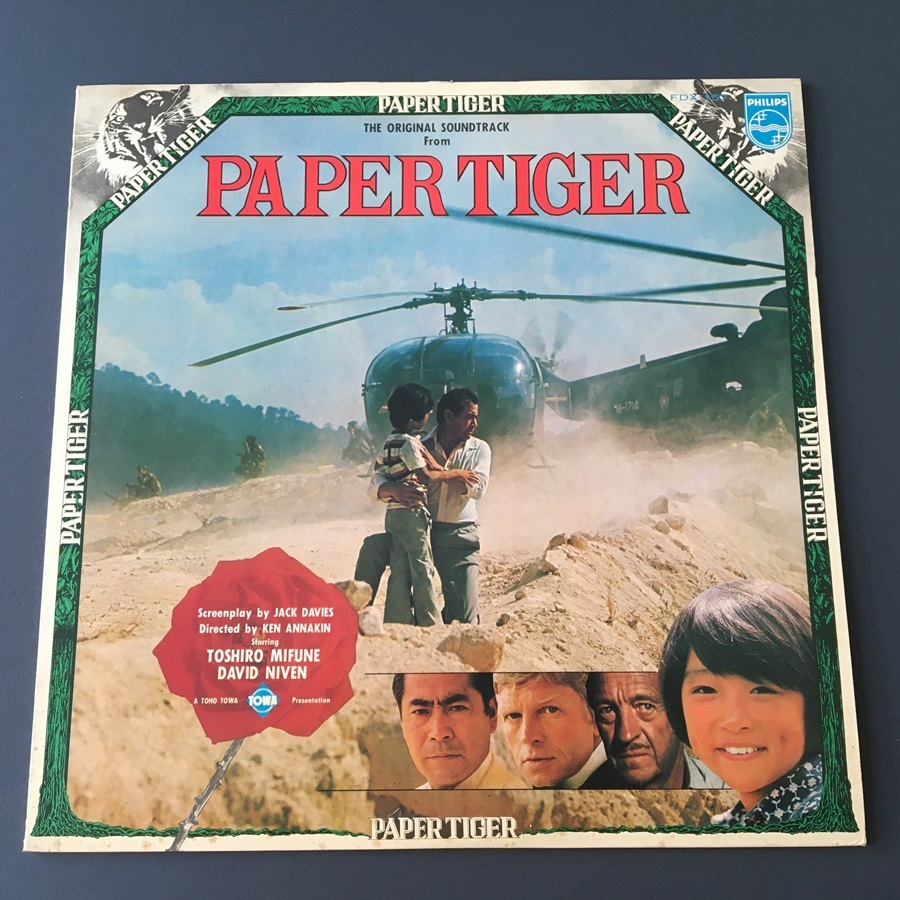 PAPER TIGER
PAPER TIGER
PAPER TIGER
PHILIPS
THE ORIGINAL SOUNDTRACK
From
PAPER TIGER
PAPER TIGER
PAPER TIGER
Screenplay by JACK DAVIES
Directed by KEN ANNAKIN
Starring
TOSHIRO MIFUNE
DAVID NIVEN
A TOHO TOWA TOWA Presentation
PAPER TIGER